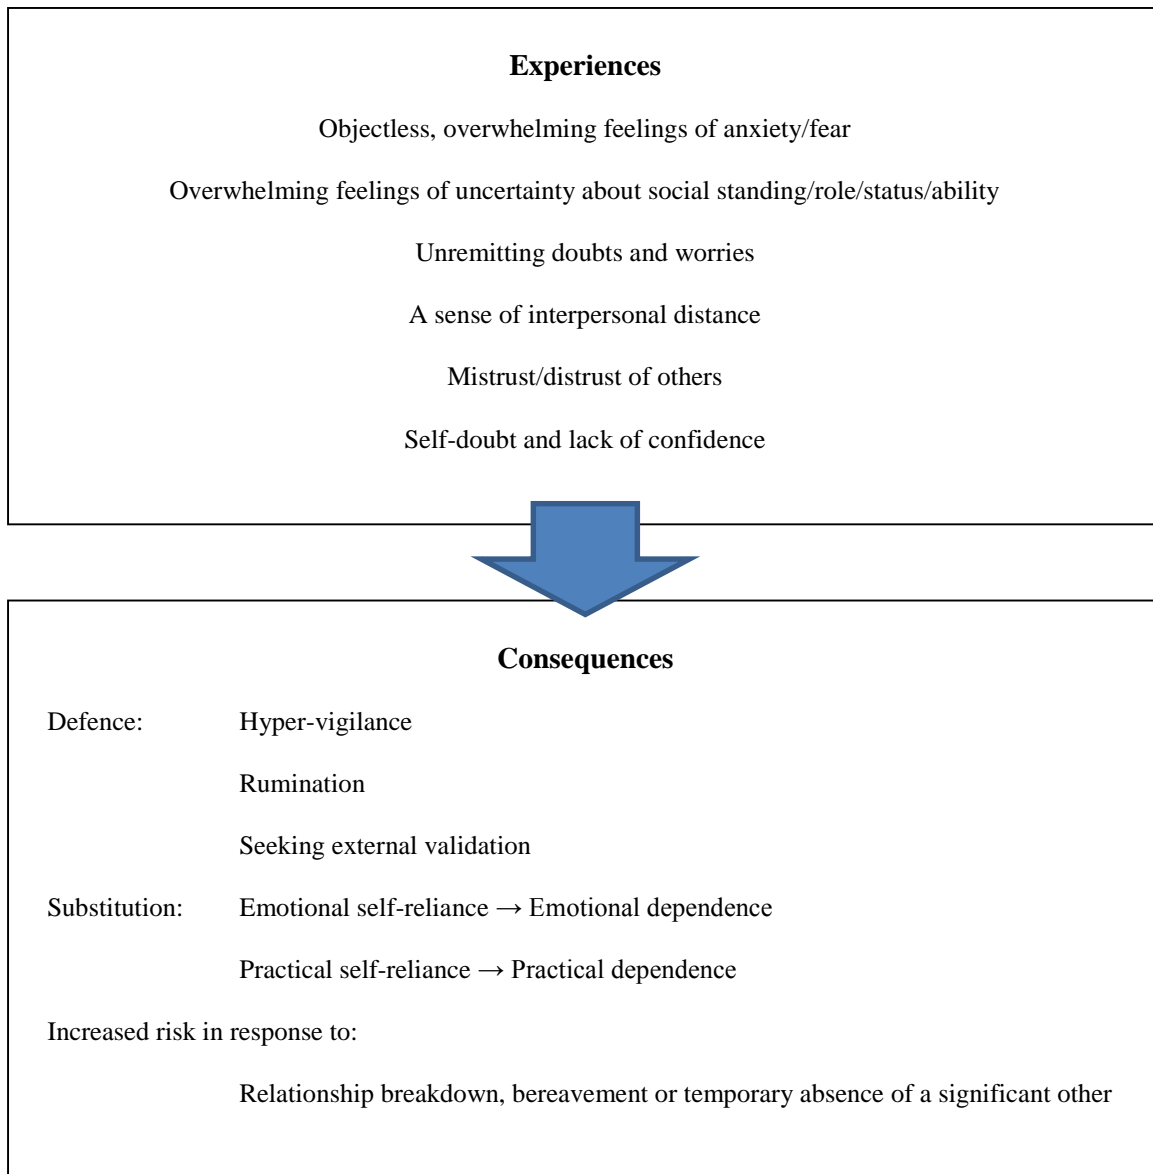 Experiences
Objectless, overwhelming feelings of anxiety/fear
Overwhelming feelings of uncertainty about social standing/role/status/ability
Unremitting doubts and worries
A sense of interpersonal distance
Mistrust/distrust of others
Self-doubt and lack of confidence
Consequences
Defence: Hyper-vigilance
Rumination
Seeking external validation
Substitution: Emotional self-reliance → Emotional dependence
Practical self-reliance → Practical dependence
Increased risk in response to:
Relationship breakdown, bereavement or temporary absence of a significant other